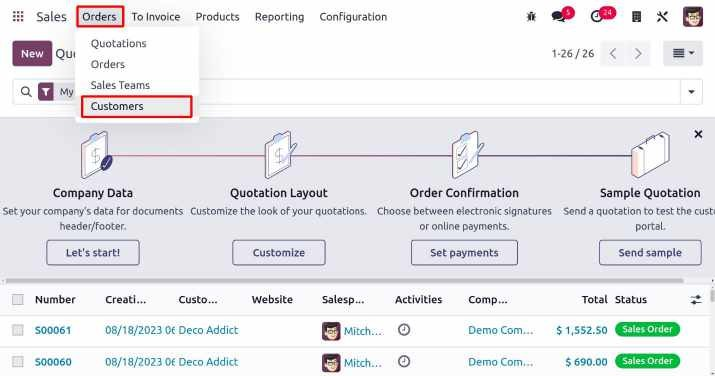 Sales Orders To Invoice Products Reporting Configuration 5 24
Quotations
New Quo 1-26 / 26
Orders
Sales Teams
My
Customers
Company Data Quotation Layout Order Confirmation Sample Quotation
Set your company's data for documents Customize the look of your quotations. Choose between electronic signatures Send a quotation to test the custo
header/footer. or online payments. portal.
Let's start! Customize Set payments Send sample
Number Creati... Custo... Website Salesp... Activities Comp... Total Status
S00061 08/18/2023 06 Deco Addict Mitch... Demo Com... $ 1,552.50 Sales Order
S00060 08/18/2023 06 Deco Addict Mitch... Demo Com... $ 690.00 Sales Order